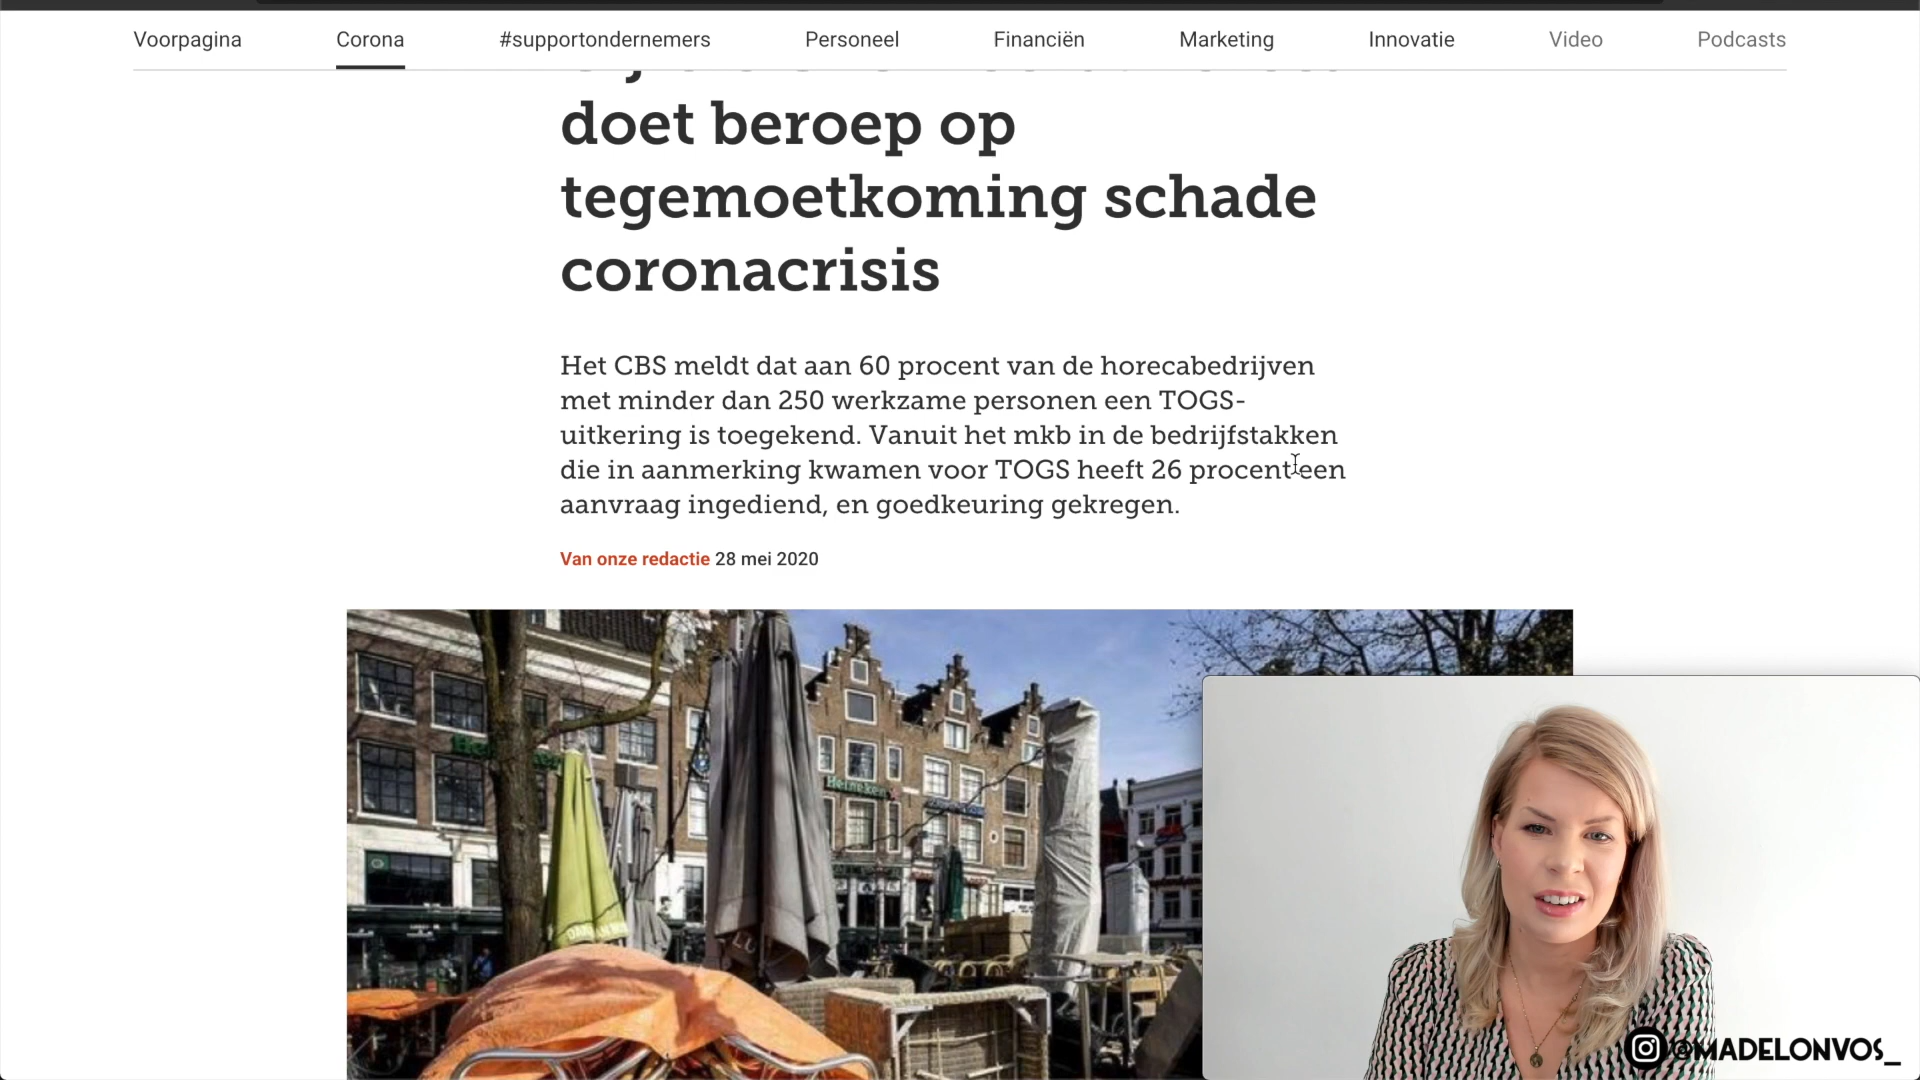 Voorpagina Corona #supportondernemers Personeel Financiën Marketing Innovatie Video Podcasts
doet beroep op
tegemoetkoming schade
coronacrisis
Het CBS meldt dat aan 60 procent van de horecabedrijven
met minder dan 250 werkzame personen een TOGS-
uitkering is toegekend. Vanuit het mkb in de bedrijfstakken
die in aanmerking kwamen voor TOGS heeft 26 procent een
aanvraag ingediend, en goedkeuring gekregen.
Van onze redactie 28 mei 2020
Heineken
@MADELONVOS_